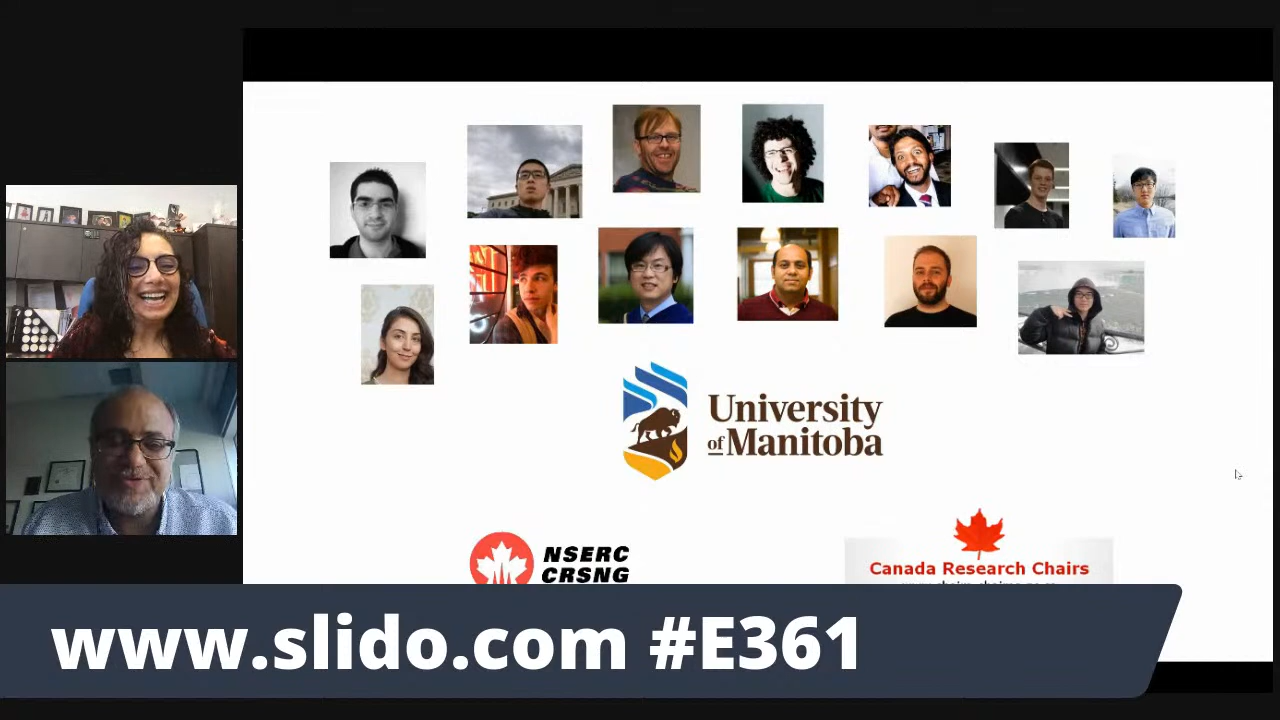 University
of Manitoba
NSERC
CRSNG
Canada Research Chairs
www.slido.com #E361